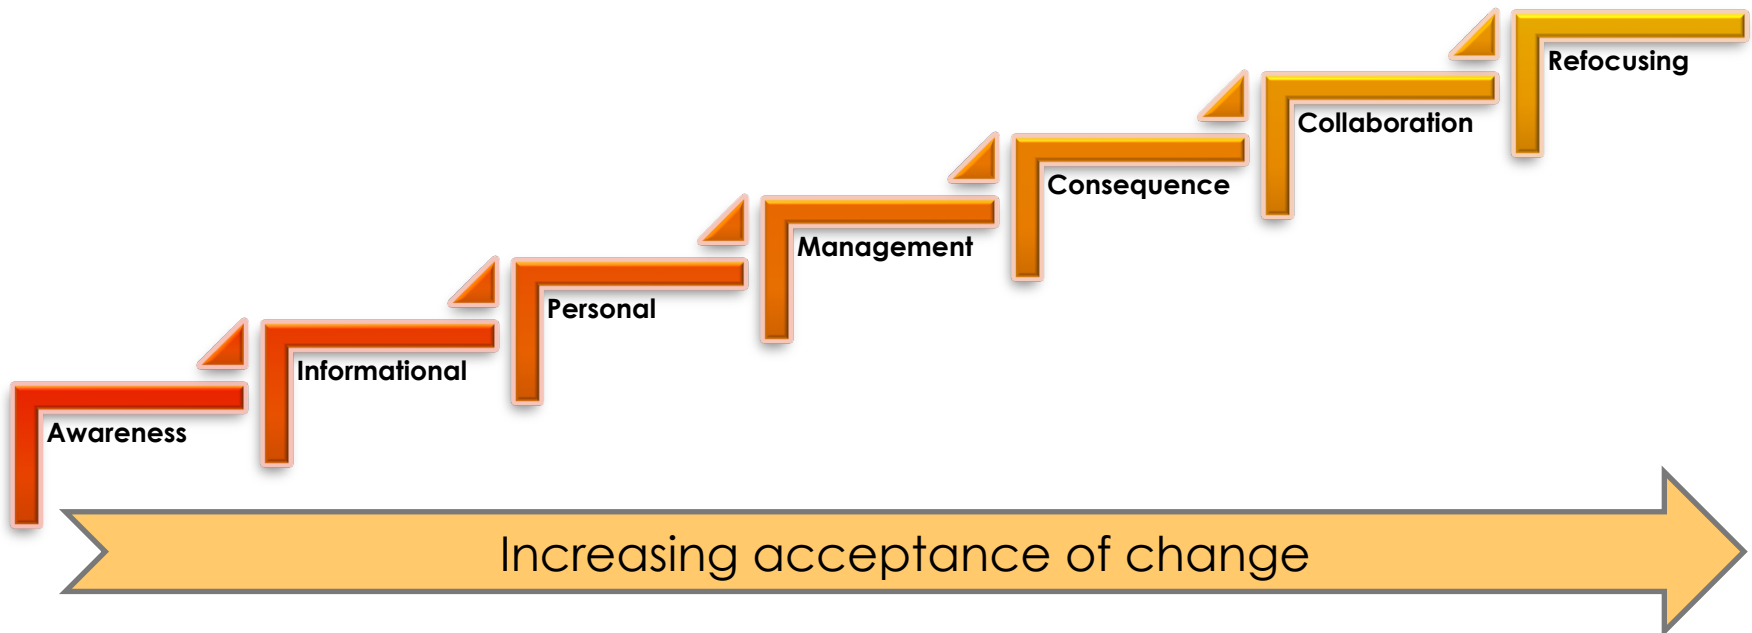 Awareness
Informational
Personal
Management
Consequence
Collaboration
Refocusing
Increasing acceptance of change